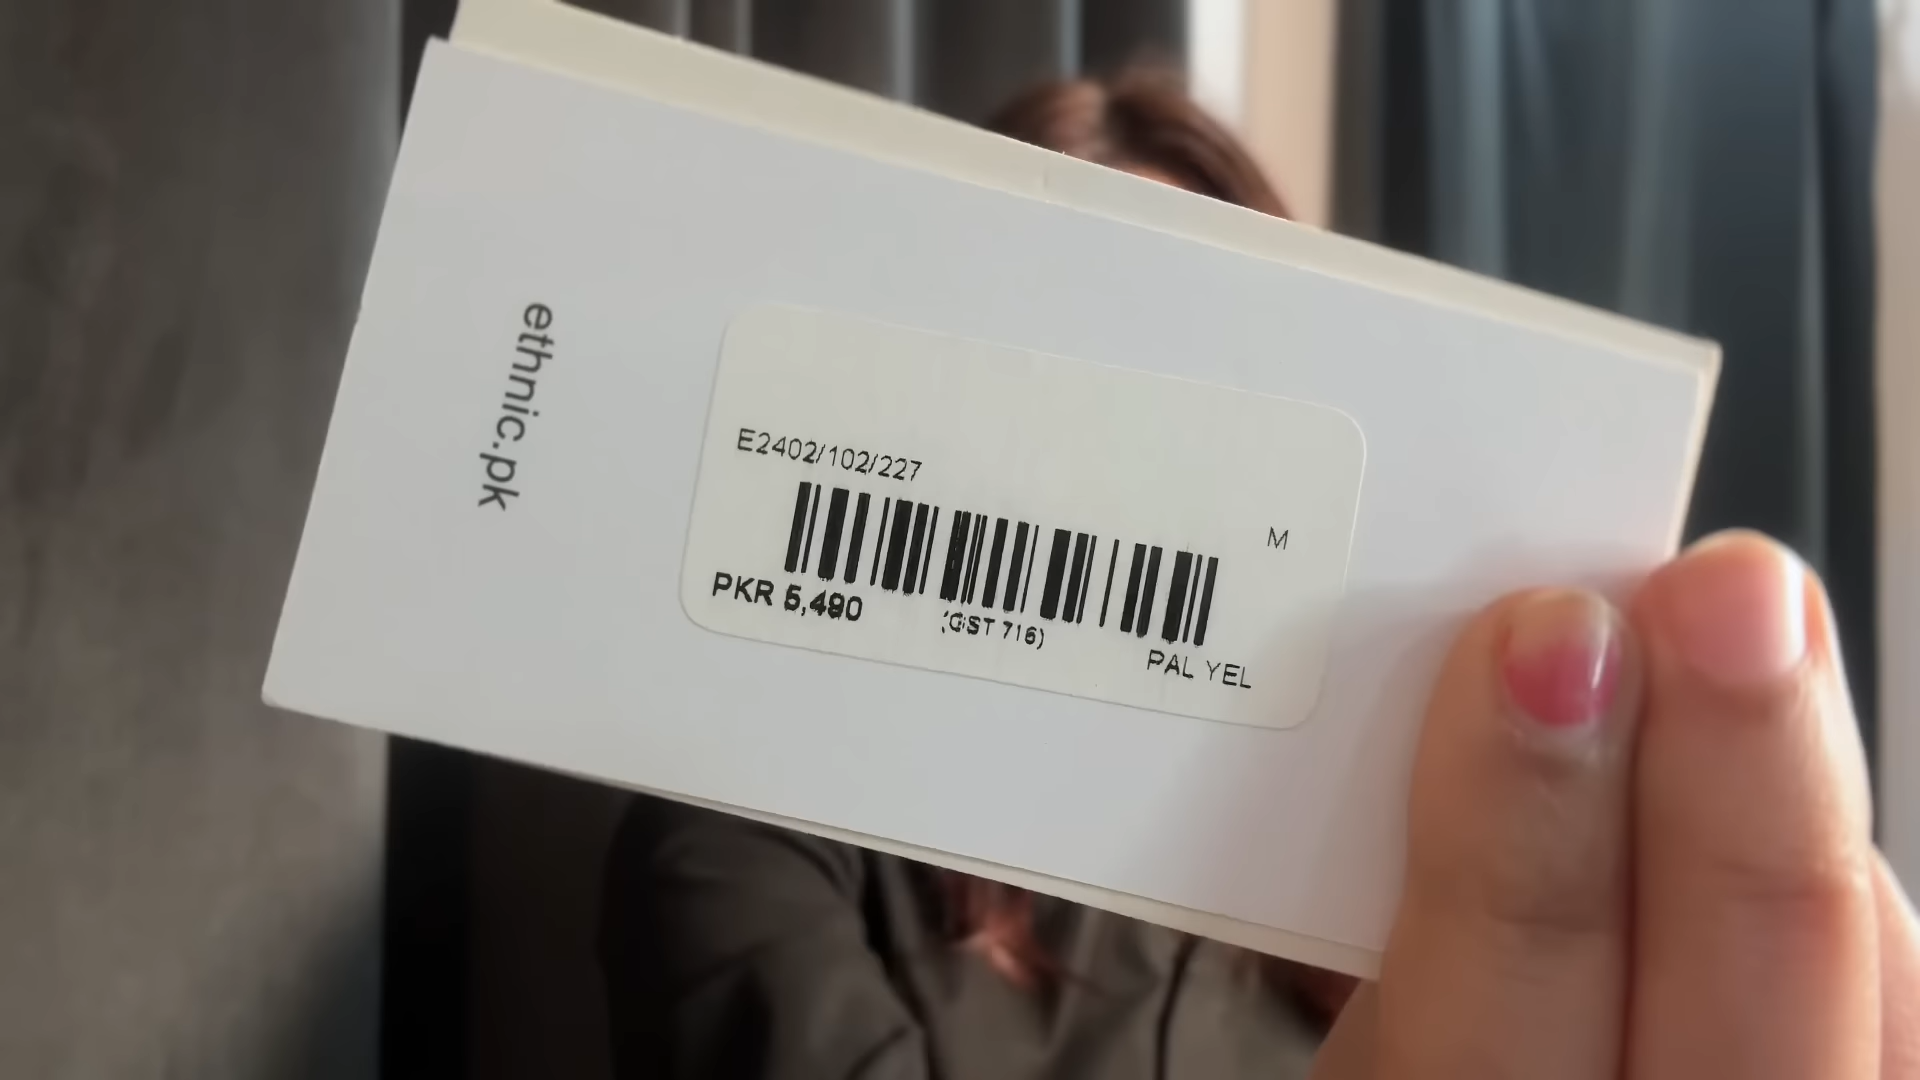 ethnic.pk
E2402/102/227
M
PKR 5,490
(GST 716)
PAL YEL